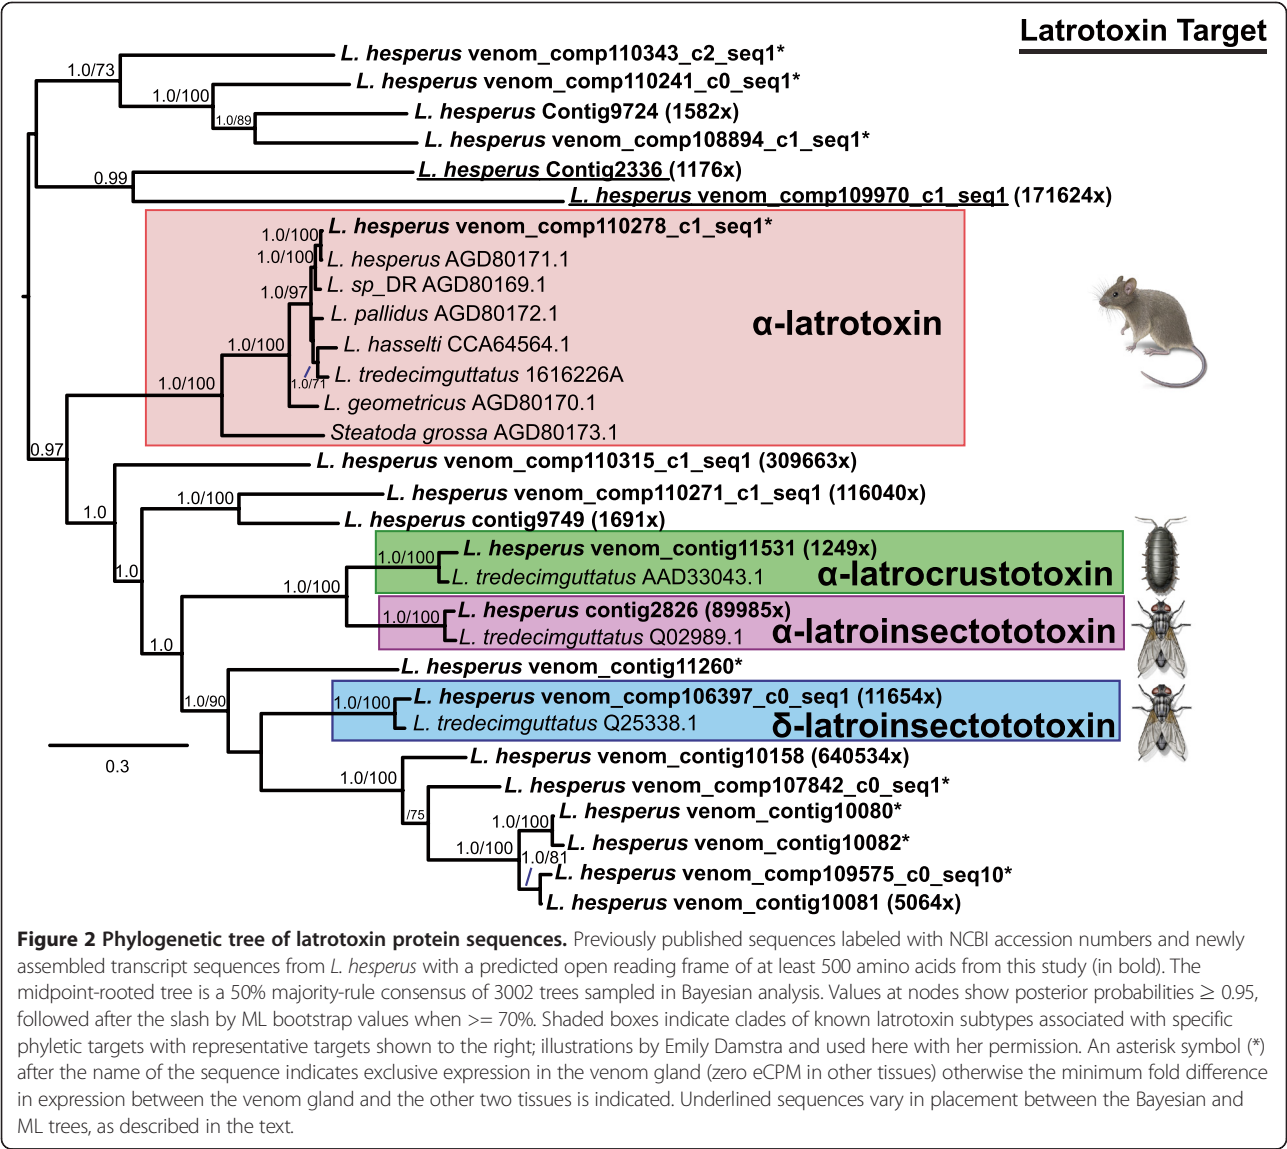 Latrotoxin Target
L. hesperus venom_comp110343_c2_seq1*
1.0/73
L. hesperus venom_comp110241_c0_seq1*
1.0/100
L. hesperus Contig9724 (1582x)
1.0/89
L. hesperus venom_comp108894_c1_seq1*
L. hesperus Contig2336 (1176x)
0.99
L. hesperus venom_comp109970_c1_seq1 (171624x)
L. hesperus venom_comp110278_c1_seq1*
1.0/100
L. hesperus AGD80171.1
1.0/100
L. sp_DR AGD80169.1
1.0/97
L. pallidus AGD80172.1
α-latrotoxin
L. hasselti CCA64564.1
1.0/100
L. tredecimguttatus 1616226A
1.0/71
1.0/100
L. geometricus AGD80170.1
Steatoda grossa AGD80173.1
0.97
L. hesperus venom_comp110315_c1_seq1 (309663x)
L. hesperus venom_comp110271_c1_seq1 (116040x)
1.0/100
1.0
L. hesperus contig9749 (1691x)
L. hesperus venom_contig11531 (1249x)
1.0/100
L. tredecimguttatus AAD33043.1
α-latrocrustotoxin
1.0
1.0/100
L. hesperus contig2826 (89985x)
1.0/100
L. tredecimguttatus Q02989.1
α-latroinsectototoxin
1.0
L. hesperus venom_contig11260*
1.0/90
L. hesperus venom_comp106397_c0_seq1 (11654x)
1.0/100
L. tredecimguttatus Q25338.1
δ-latroinsectototoxin
L. hesperus venom_contig10158 (640534x)
0.3
1.0/100
L. hesperus venom_comp107842_c0_seq1*
/75
L. hesperus venom_contig10080*
1.0/100
L. hesperus venom_contig10082*
1.0/100
1.0/81
L. hesperus venom_comp109575_c0_seq10*
L. hesperus venom_contig10081 (5064x)
Figure 2 Phylogenetic tree of latrotoxin protein sequences. Previously published sequences labeled with NCBI accession numbers and newly
assembled transcript sequences from L. hesperus with a predicted open reading frame of at least 500 amino acids from this study (in bold). The
midpoint-rooted tree is a 50% majority-rule consensus of 3002 trees sampled in Bayesian analysis. Values at nodes show posterior probabilities ≥ 0.95,
followed after the slash by ML bootstrap values when >= 70%. Shaded boxes indicate clades of known latrotoxin subtypes associated with specific
phyletic targets with representative targets shown to the right; illustrations by Emily Damstra and used here with her permission. An asterisk symbol (*)
after the name of the sequence indicates exclusive expression in the venom gland (zero eCPM in other tissues) otherwise the minimum fold difference
in expression between the venom gland and the other two tissues is indicated. Underlined sequences vary in placement between the Bayesian and
ML trees, as described in the text.